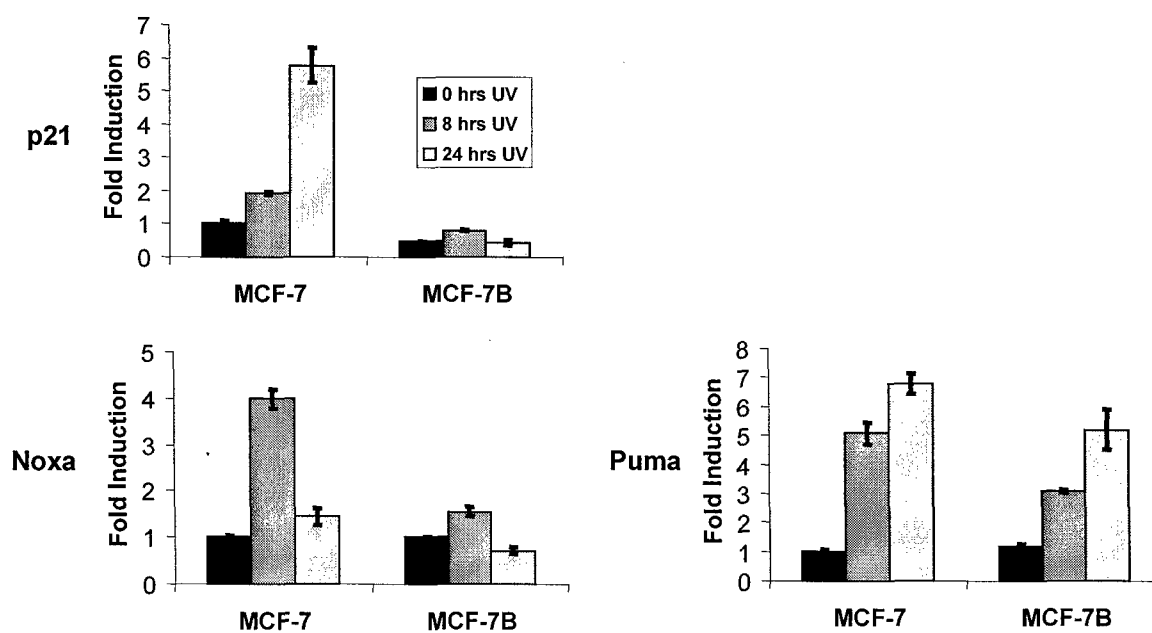 p21
Fold Induction
7
6
5
4
3
2
1
0
0 hrs UV
8 hrs UV
24 hrs UV
MCF-7
MCF-7B
Noxa
Fold Induction
5
4
3
2
1
0
MCF-7
MCF-7B
Puma
Fold Induction
8
7
6
5
4
3
2
1
0
MCF-7
MCF-7B